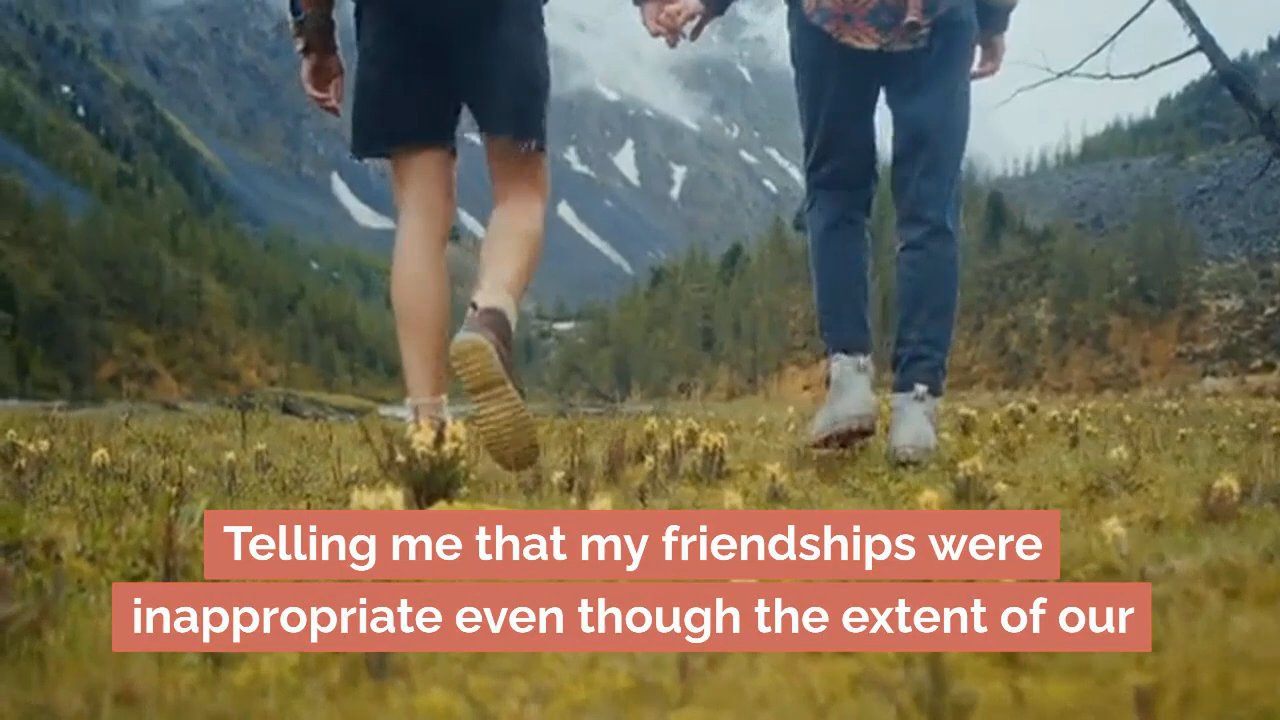 Telling me that my friendships were
inappropriate even though the extent of our